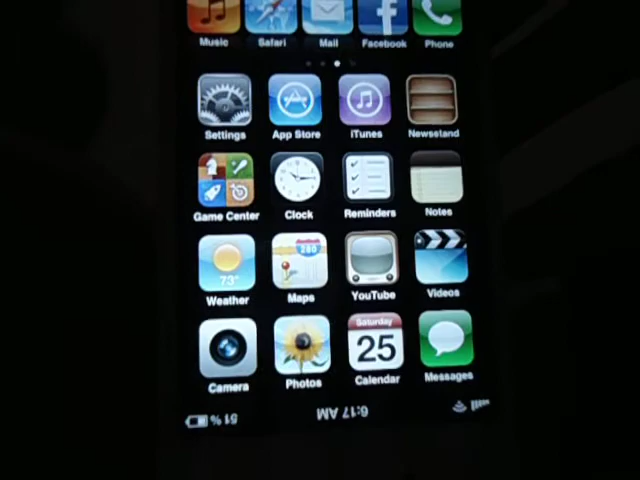 Music Safari Mail Facebook Phone
Settings App Store iTunes Newsstand
Game Center Clock Reminders Notes
280
73°
Weather Maps YouTube Videos
Saturday
25
Camera Photos Calendar Messages
6:17 AM
51 %